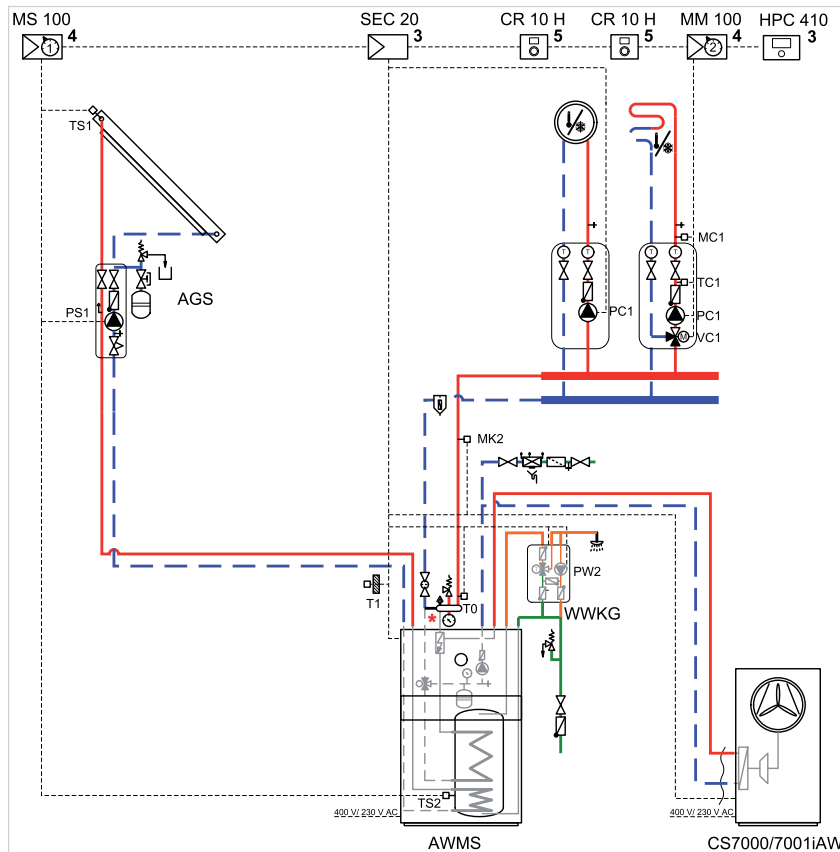 MS 100
4
1
SEC 20
3
CR 10 H
5
CR 10 H
5
MM 100
4
2
HPC 410
3
TS1
T
T
T
T
MC1
AGS
TC1
PS1
PC1
PC1
M
VC1
MK2
PW2
T1
T0
*
WWKG
TS2
400 V/ 230 V AC
400 V/ 230 V AC
AWMS
CS7000/7001iAW